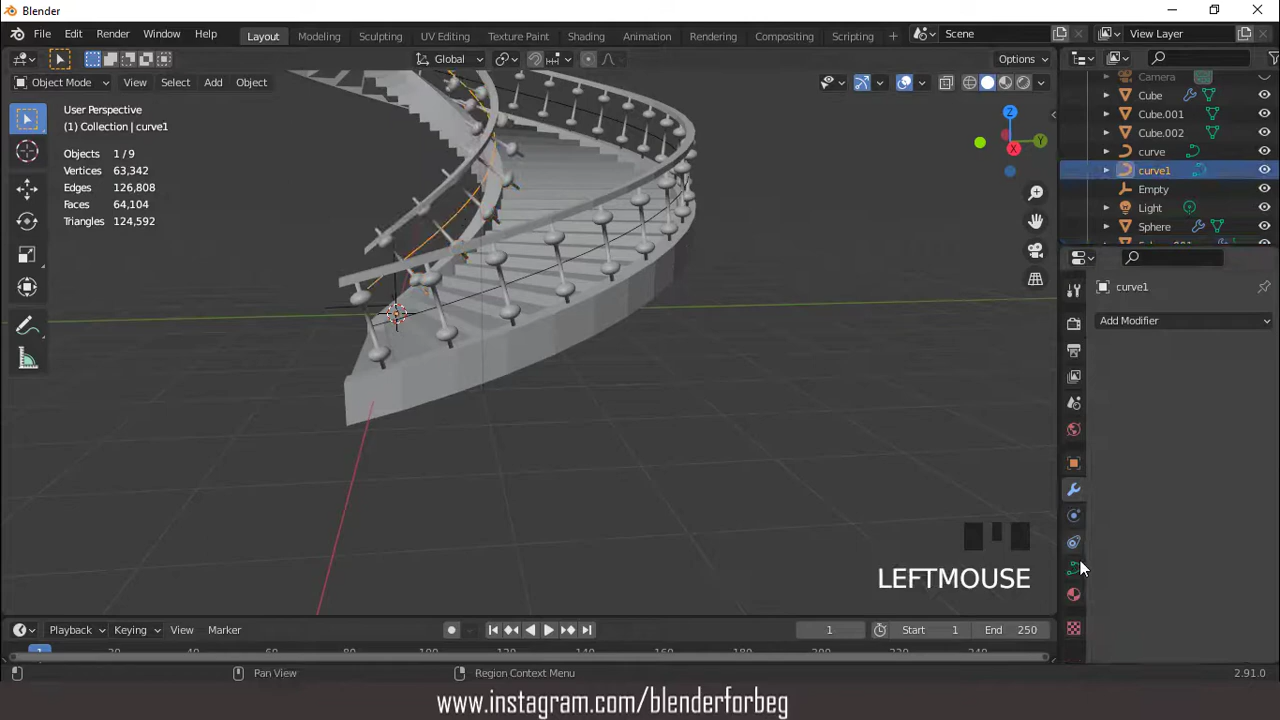 Blender
File Edit Render Window Help Layout Modeling Sculpting UV Editing Texture Paint Shading Animation Rendering Compositing Scripting Scene View Layer
Global Options
Object Mode View Select Add Object
User Perspective
(1) Collection | curve1
Objects 1 / 9
Vertices 63,342
Edges 126,808
Faces 64,104
Triangles 124,592
Z
Y
X
Camera
Cube
Cube.001
Cube.002
curve
curve1
Empty
Light
Sphere
curve1
Add Modifier
LEFTMOUSE
Playback Keying View Marker 1 Start 1 End 250
Pan View Region Context Menu 2.91.0
www.instagram.com/blenderforbeg